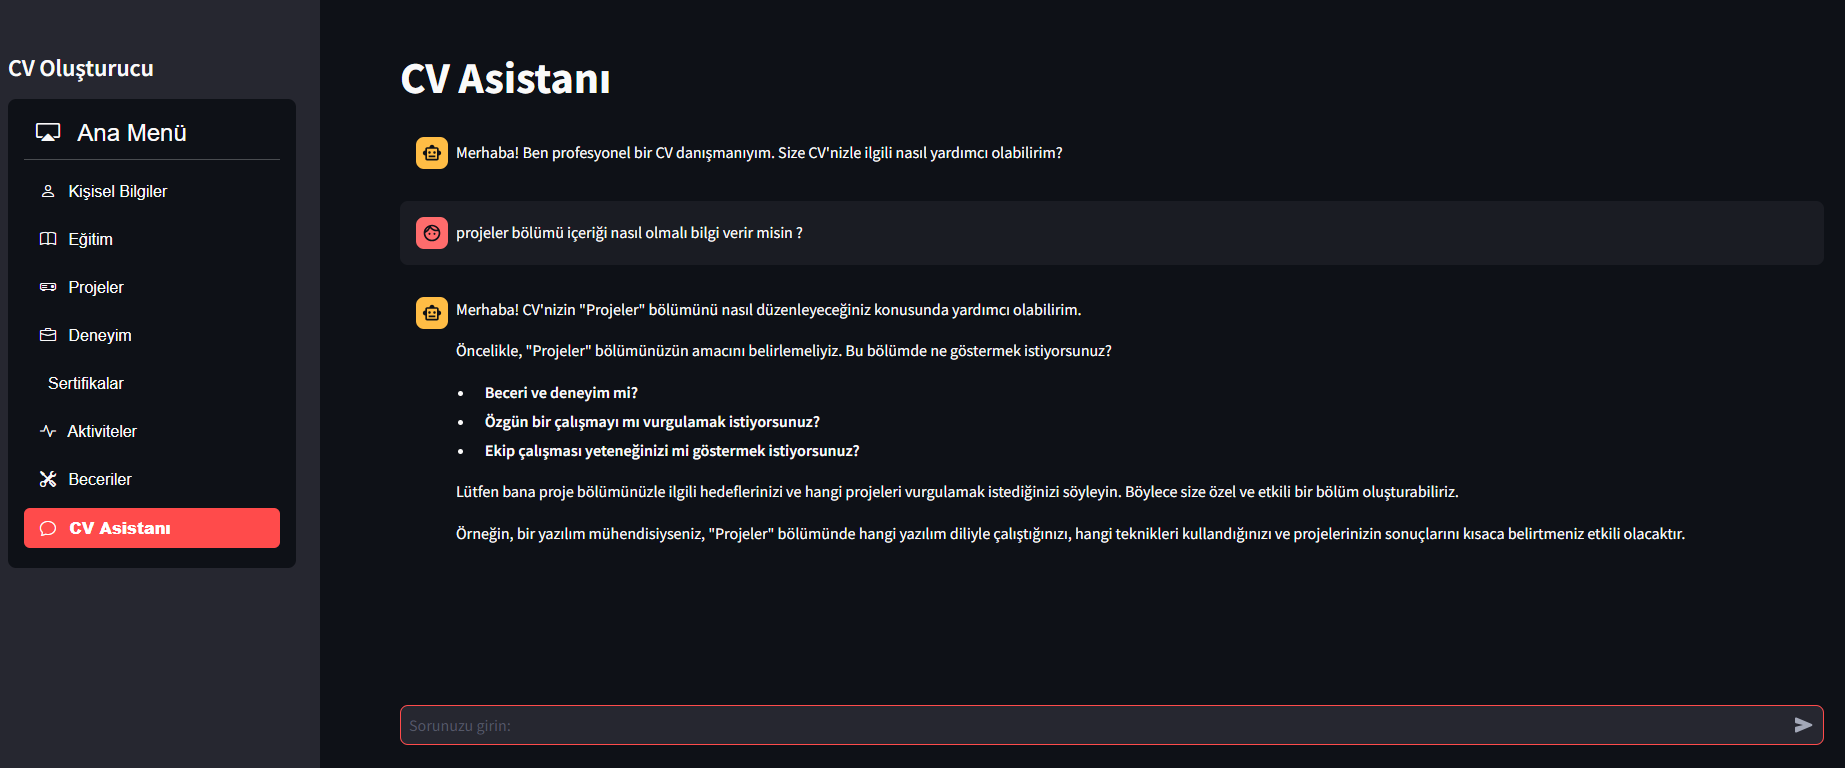 CV Oluşturucu
Ana Menü
Kişisel Bilgiler
Eğitim
Projeler
Deneyim
Sertifikalar
Aktiviteler
Beceriler
CV Asistanı
CV Asistanı
Merhaba! Ben profesyonel bir CV danışmanıyım. Size CV'nizle ilgili nasıl yardımcı olabilirim?
projeler bölümü içeriği nasıl olmalı bilgi verir misin ?
Merhaba! CV'nizin "Projeler" bölümünü nasıl düzenleyeceğiniz konusunda yardımcı olabilirim.
Öncelikle, "Projeler" bölümünüzün amacını belirlemeliyiz. Bu bölümde ne göstermek istiyorsunuz?
• Beceri ve deneyim mi?
• Özgün bir çalışmayı mı vurgulamak istiyorsunuz?
• Ekip çalışması yeteneğinizi mi göstermek istiyorsunuz?
Lütfen bana proje bölümünüzle ilgili hedeflerinizi ve hangi projeleri vurgulamak istediğinizi söyleyin. Böylece size özel ve etkili bir bölüm oluşturabiliriz.
Örneğin, bir yazılım mühendisiyseniz, "Projeler" bölümünde hangi yazılım diliyle çalıştığınızı, hangi teknikleri kullandığınızı ve projelerinizin sonuçlarını kısaca belirtmeniz etkili olacaktır.
Sorunuzu girin: